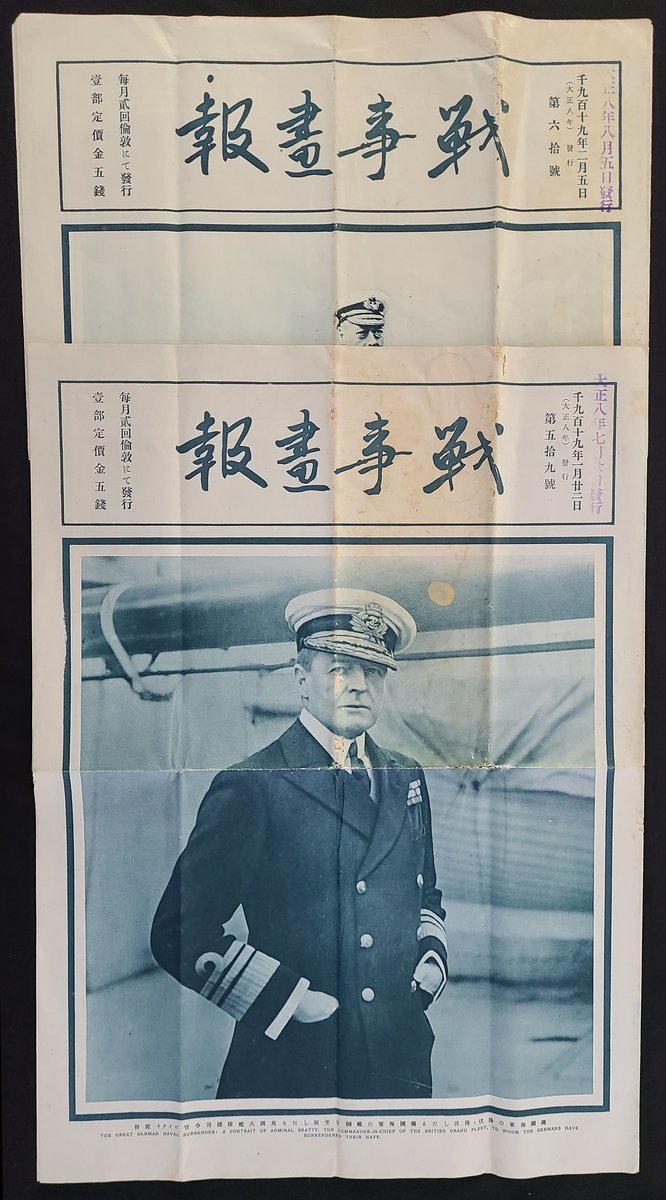 大正八年八月五日發行
千九百十九年二月五日
（大正八年）發行
第六拾號
戰事畫報
每月貳回倫敦にて發行
壹部定價金五錢
大正八年七月廿日發行
千九百十九年一月廿二日
（大正八年）發行
第五拾九號
戰事畫報
每月貳回倫敦にて發行
壹部定價金五錢
THE GREAT GERMAN NAVAL SURRENDER: A PORTRAIT OF ADMIRAL BEATTY, THE COMMANDER-IN-CHIEF OF THE BRITISH GRAND FLEET, TO WHOM THE GERMANS HAVE
SURRENDERED THEIR NAVY.